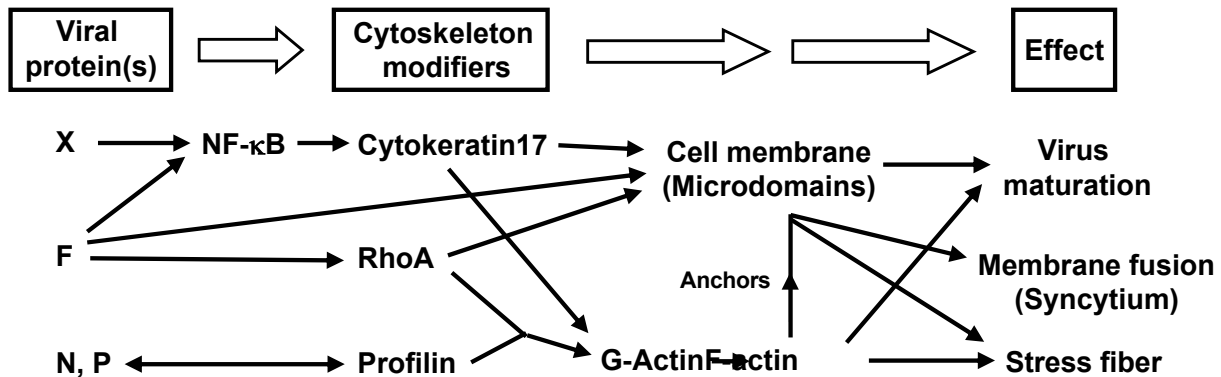 Viral
protein(s)
Cytoskeleton
modifiers
Effect
X
NF-κB
Cytokeratin17
Cell membrane
(Microdomains)
Virus
maturation
F
RhoA
Anchors
Membrane fusion
(Syncytium)
N, P
Profilin
G-ActinF-actin
Stress fiber